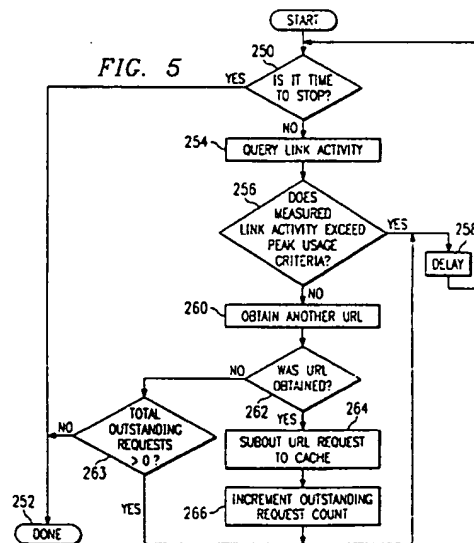 START
FIG. 5
250
YES
IS IT TIME
TO STOP?
NO
254
QUERY LINK ACTIVITY
256
DOES
MEASURED
LINK ACTIVITY EXCEED
PEAK USAGE
CRITERIA?
YES
258
DELAY
NO
260
OBTAIN ANOTHER URL
NO
WAS URL
OBTAINED?
262
YES
264
NO
TOTAL
OUTSTANDING
REQUESTS
> 0 ?
263
SUBOUT URL REQUEST
TO CACHE
252
DONE
YES
266
INCREMENT OUTSTANDING
REQUEST COUNT